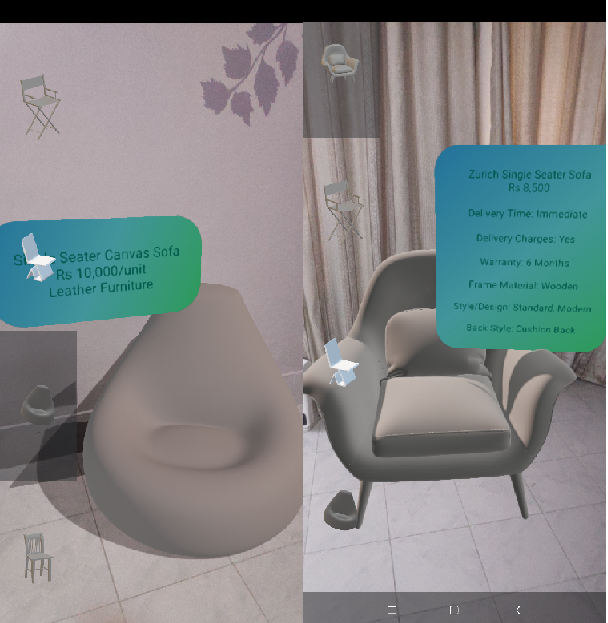 Seater Canvas Sofa
Rs 10,000/unit
Leather Furniture
Zurich Single Seater Sofa
Rs 8,500
Delivery Time: Immediate
Delivery Charges: Yes
Warranty: 6 Months
Frame Material: Wooden
Style/Design: Standard, Modern
Back Style: Cushion Back